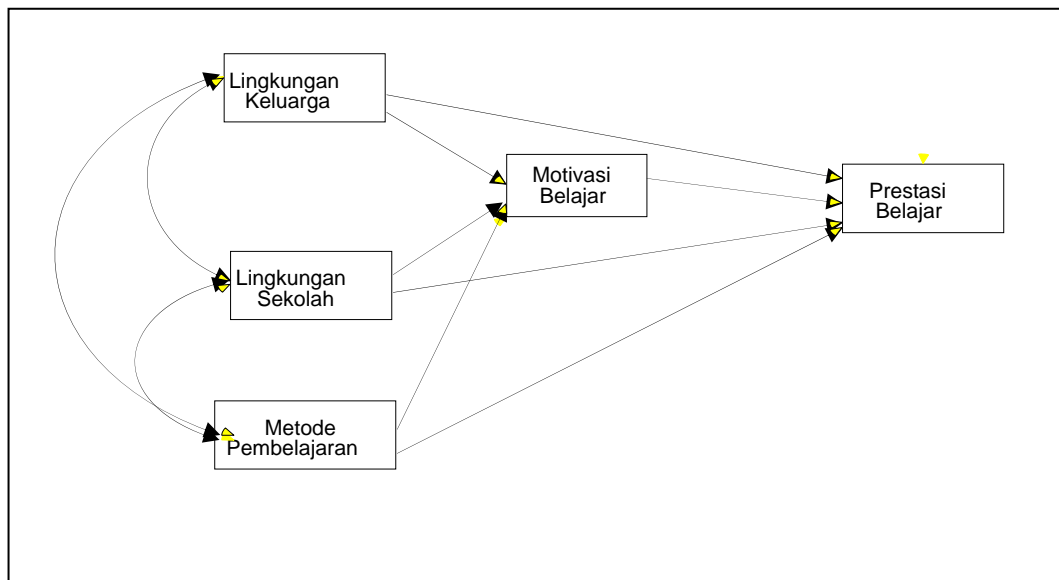 Lingkungan
Keluarga
Motivasi
Belajar
Prestasi
Belajar
Lingkungan
Sekolah
Metode
Pembelajaran